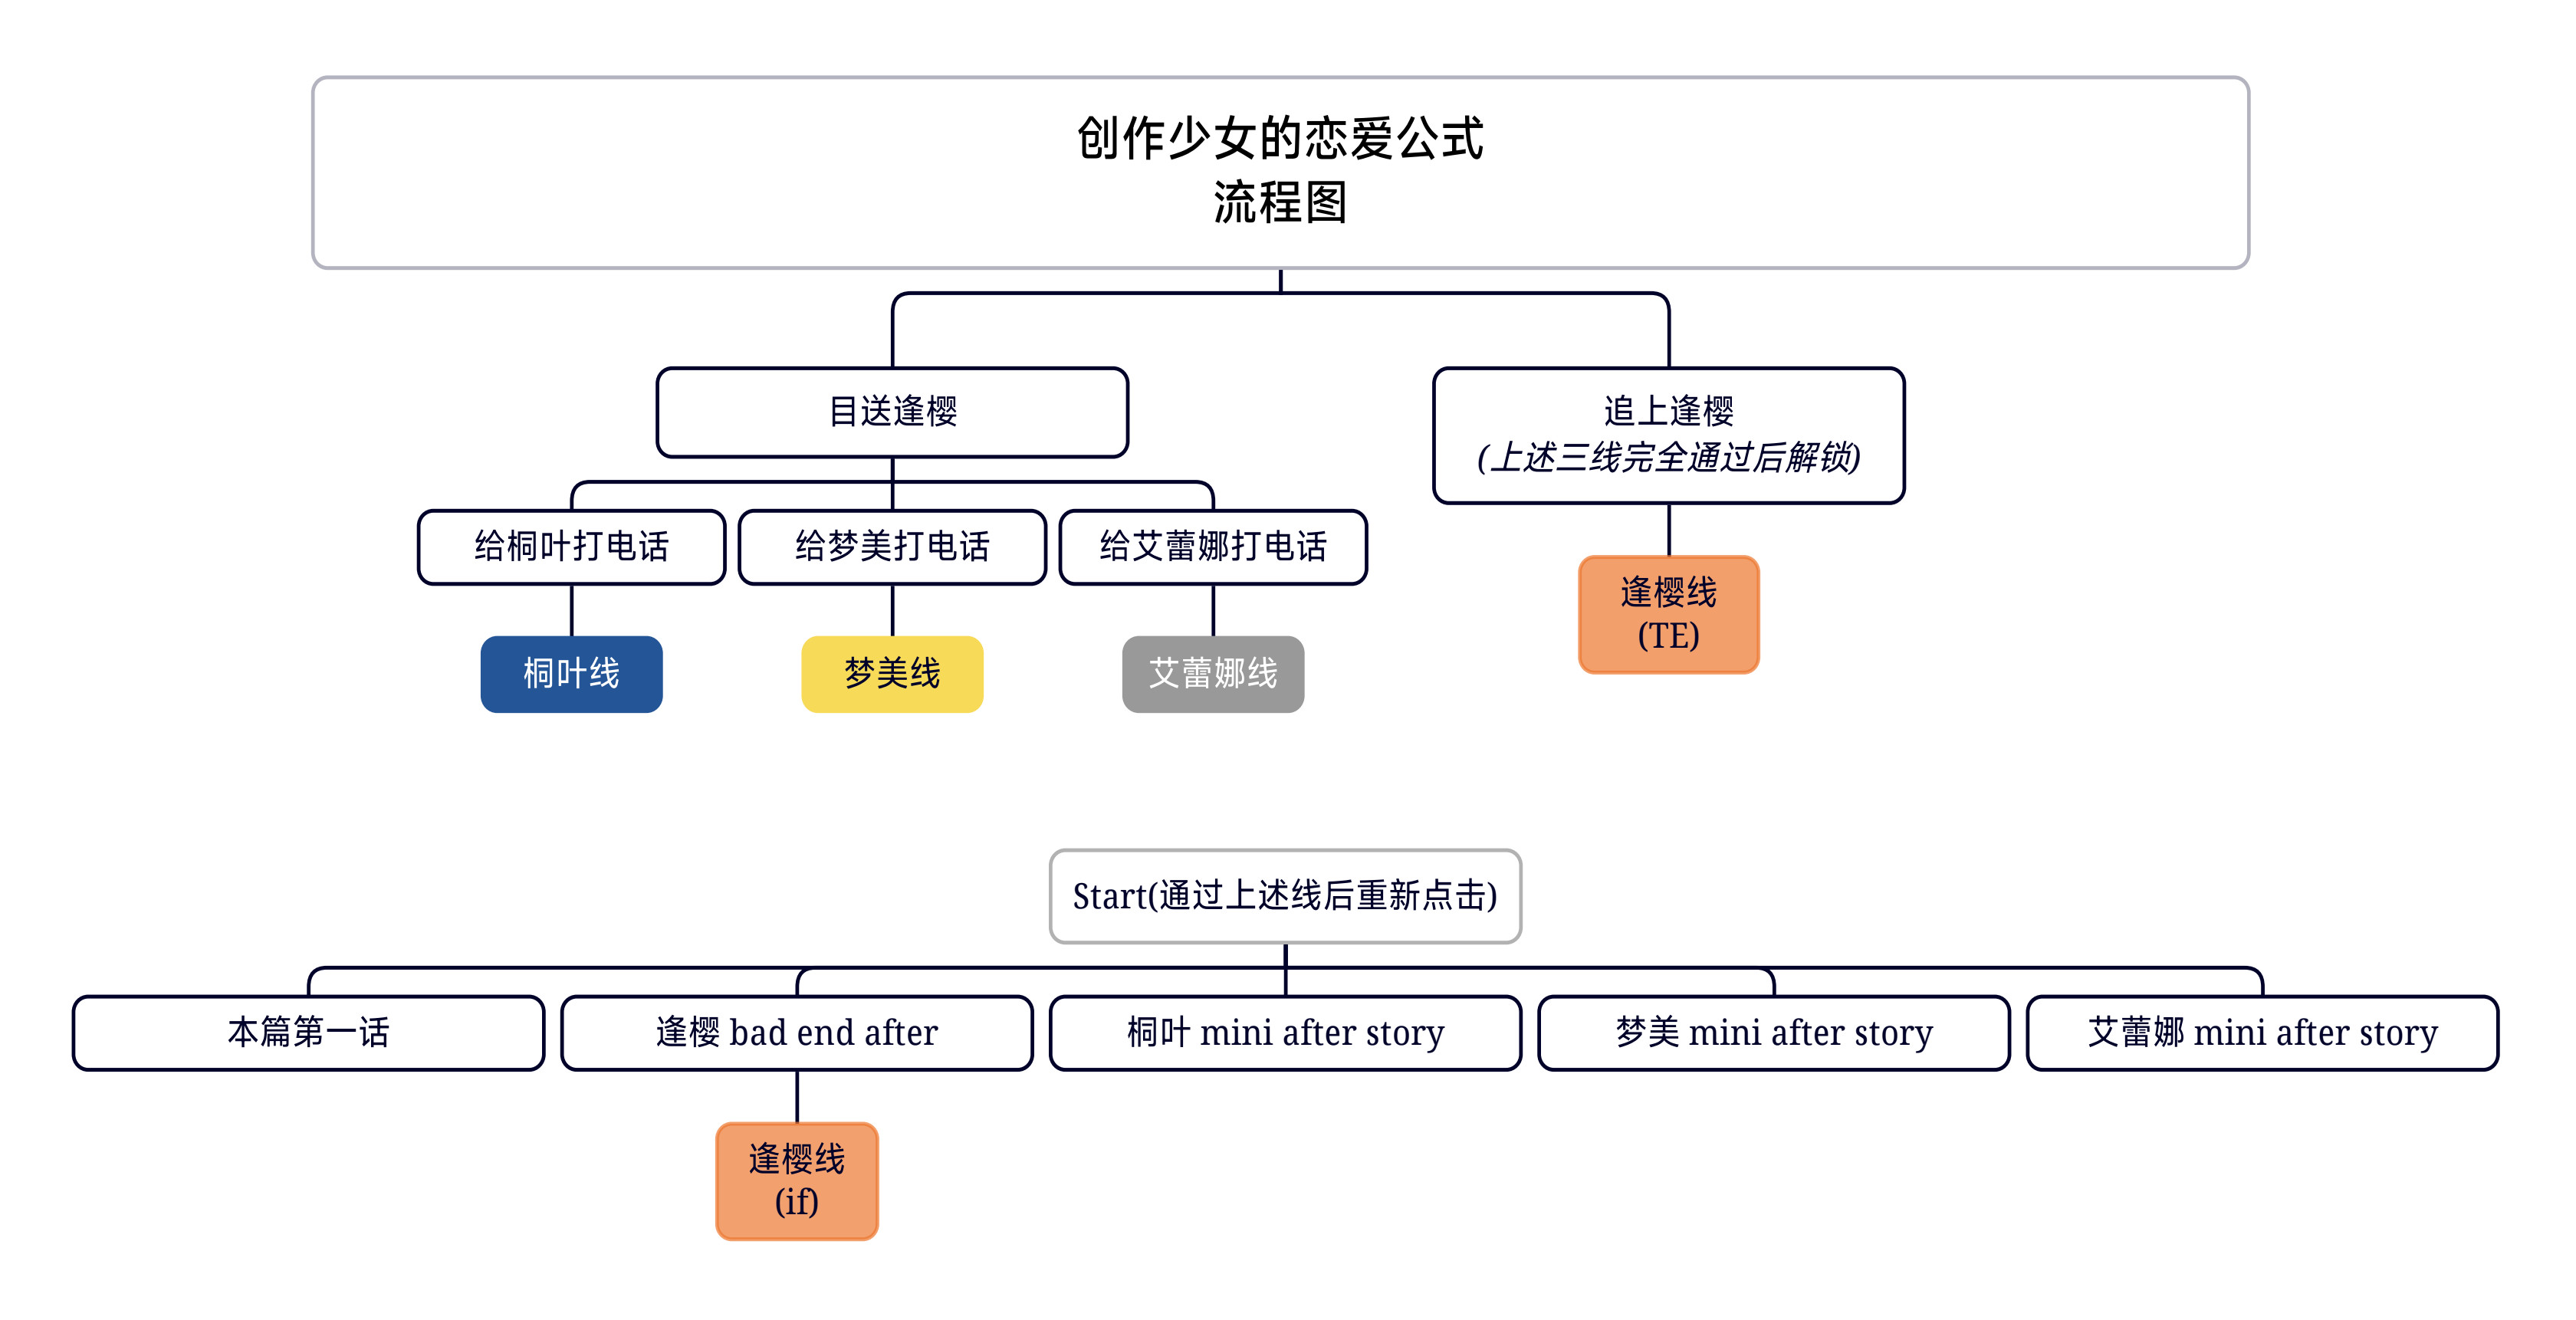 创作少女的恋爱公式
流程图
目送逢樱
追上逢樱
(上述三线完全通过后解锁)
给桐叶打电话
给梦美打电话
给艾蕾娜打电话
桐叶线
梦美线
艾蕾娜线
逢樱线
(TE)
Start(通过上述线后重新点击)
本篇第一话
逢樱 bad end after
桐叶 mini after story
梦美 mini after story
艾蕾娜 mini after story
逢樱线
(if)